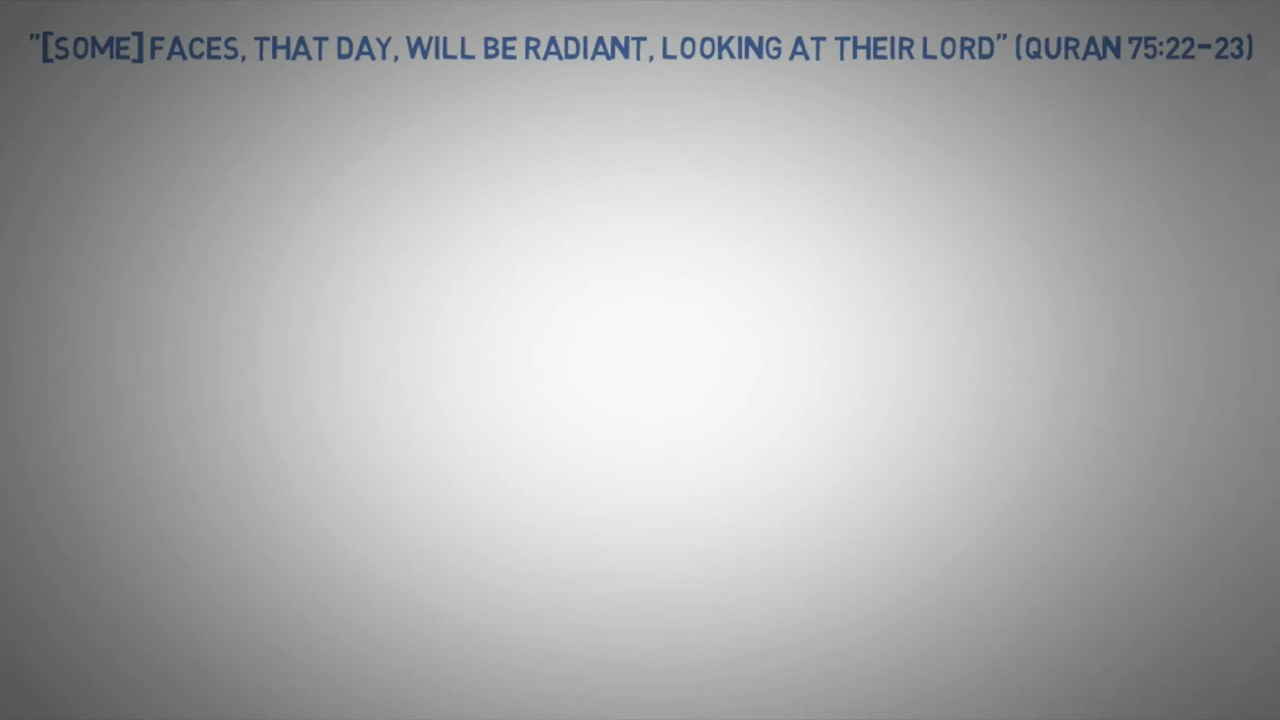 "[SOME] FACES, THAT DAY, WILL BE RADIANT, LOOKING AT THEIR LORD" (QURAN 75:22-23)